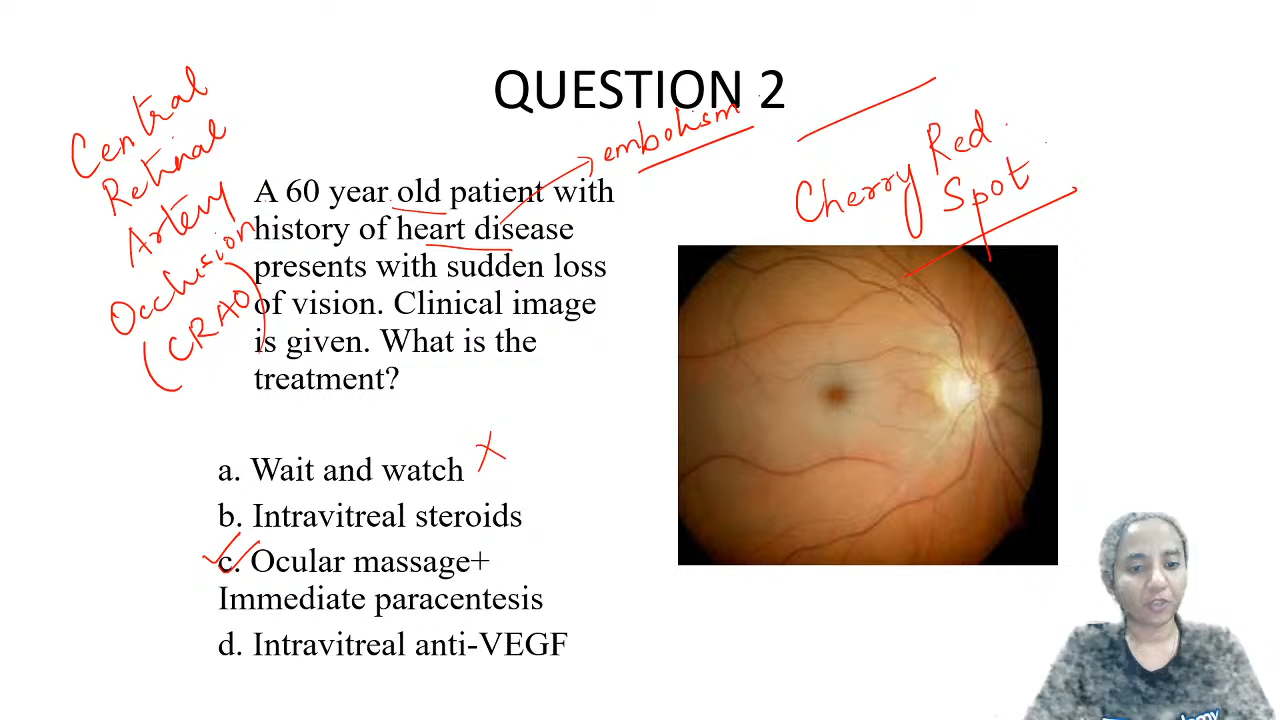 QUESTION 2
Central
Retinal
Artery
Occlusion
(CRAO)
embolism
Cherry Red
Spot
A 60 year old patient with
history of heart disease
presents with sudden loss
of vision. Clinical image
is given. What is the
treatment?
a. Wait and watch
b. Intravitreal steroids
c. Ocular massage+
Immediate paracentesis
d. Intravitreal anti-VEGF